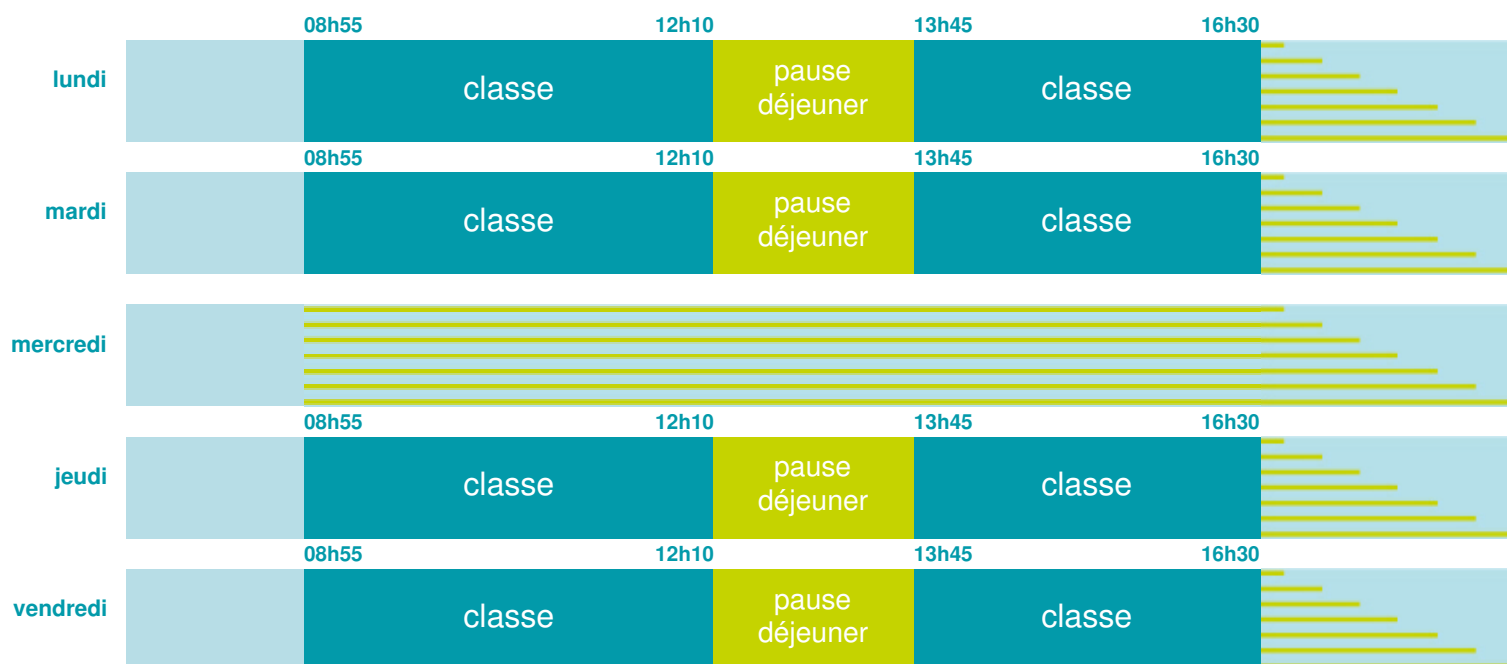 08h55 12h10 13h45 16h30
lundi classe pause déjeuner classe
08h55 12h10 13h45 16h30
mardi classe pause déjeuner classe
mercredi
08h55 12h10 13h45 16h30
jeudi classe pause déjeuner classe
08h55 12h10 13h45 16h30
vendredi classe pause déjeuner classe